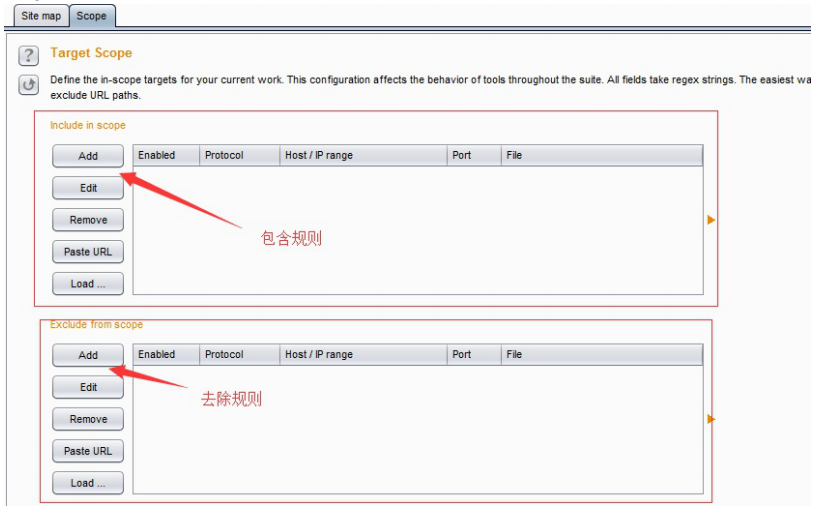 Site map Scope
?
Target Scope
Define the in-scope targets for your current work. This configuration affects the behavior of tools throughout the suite. All fields take regex strings. The easiest wa
exclude URL paths.
Include in scope
Add Enabled Protocol Host / IP range Port File
Edit
Remove
包含规则
Paste URL
Load ...
Exclude from scope
Add Enabled Protocol Host / IP range Port File
Edit
去除规则
Remove
Paste URL
Load ...